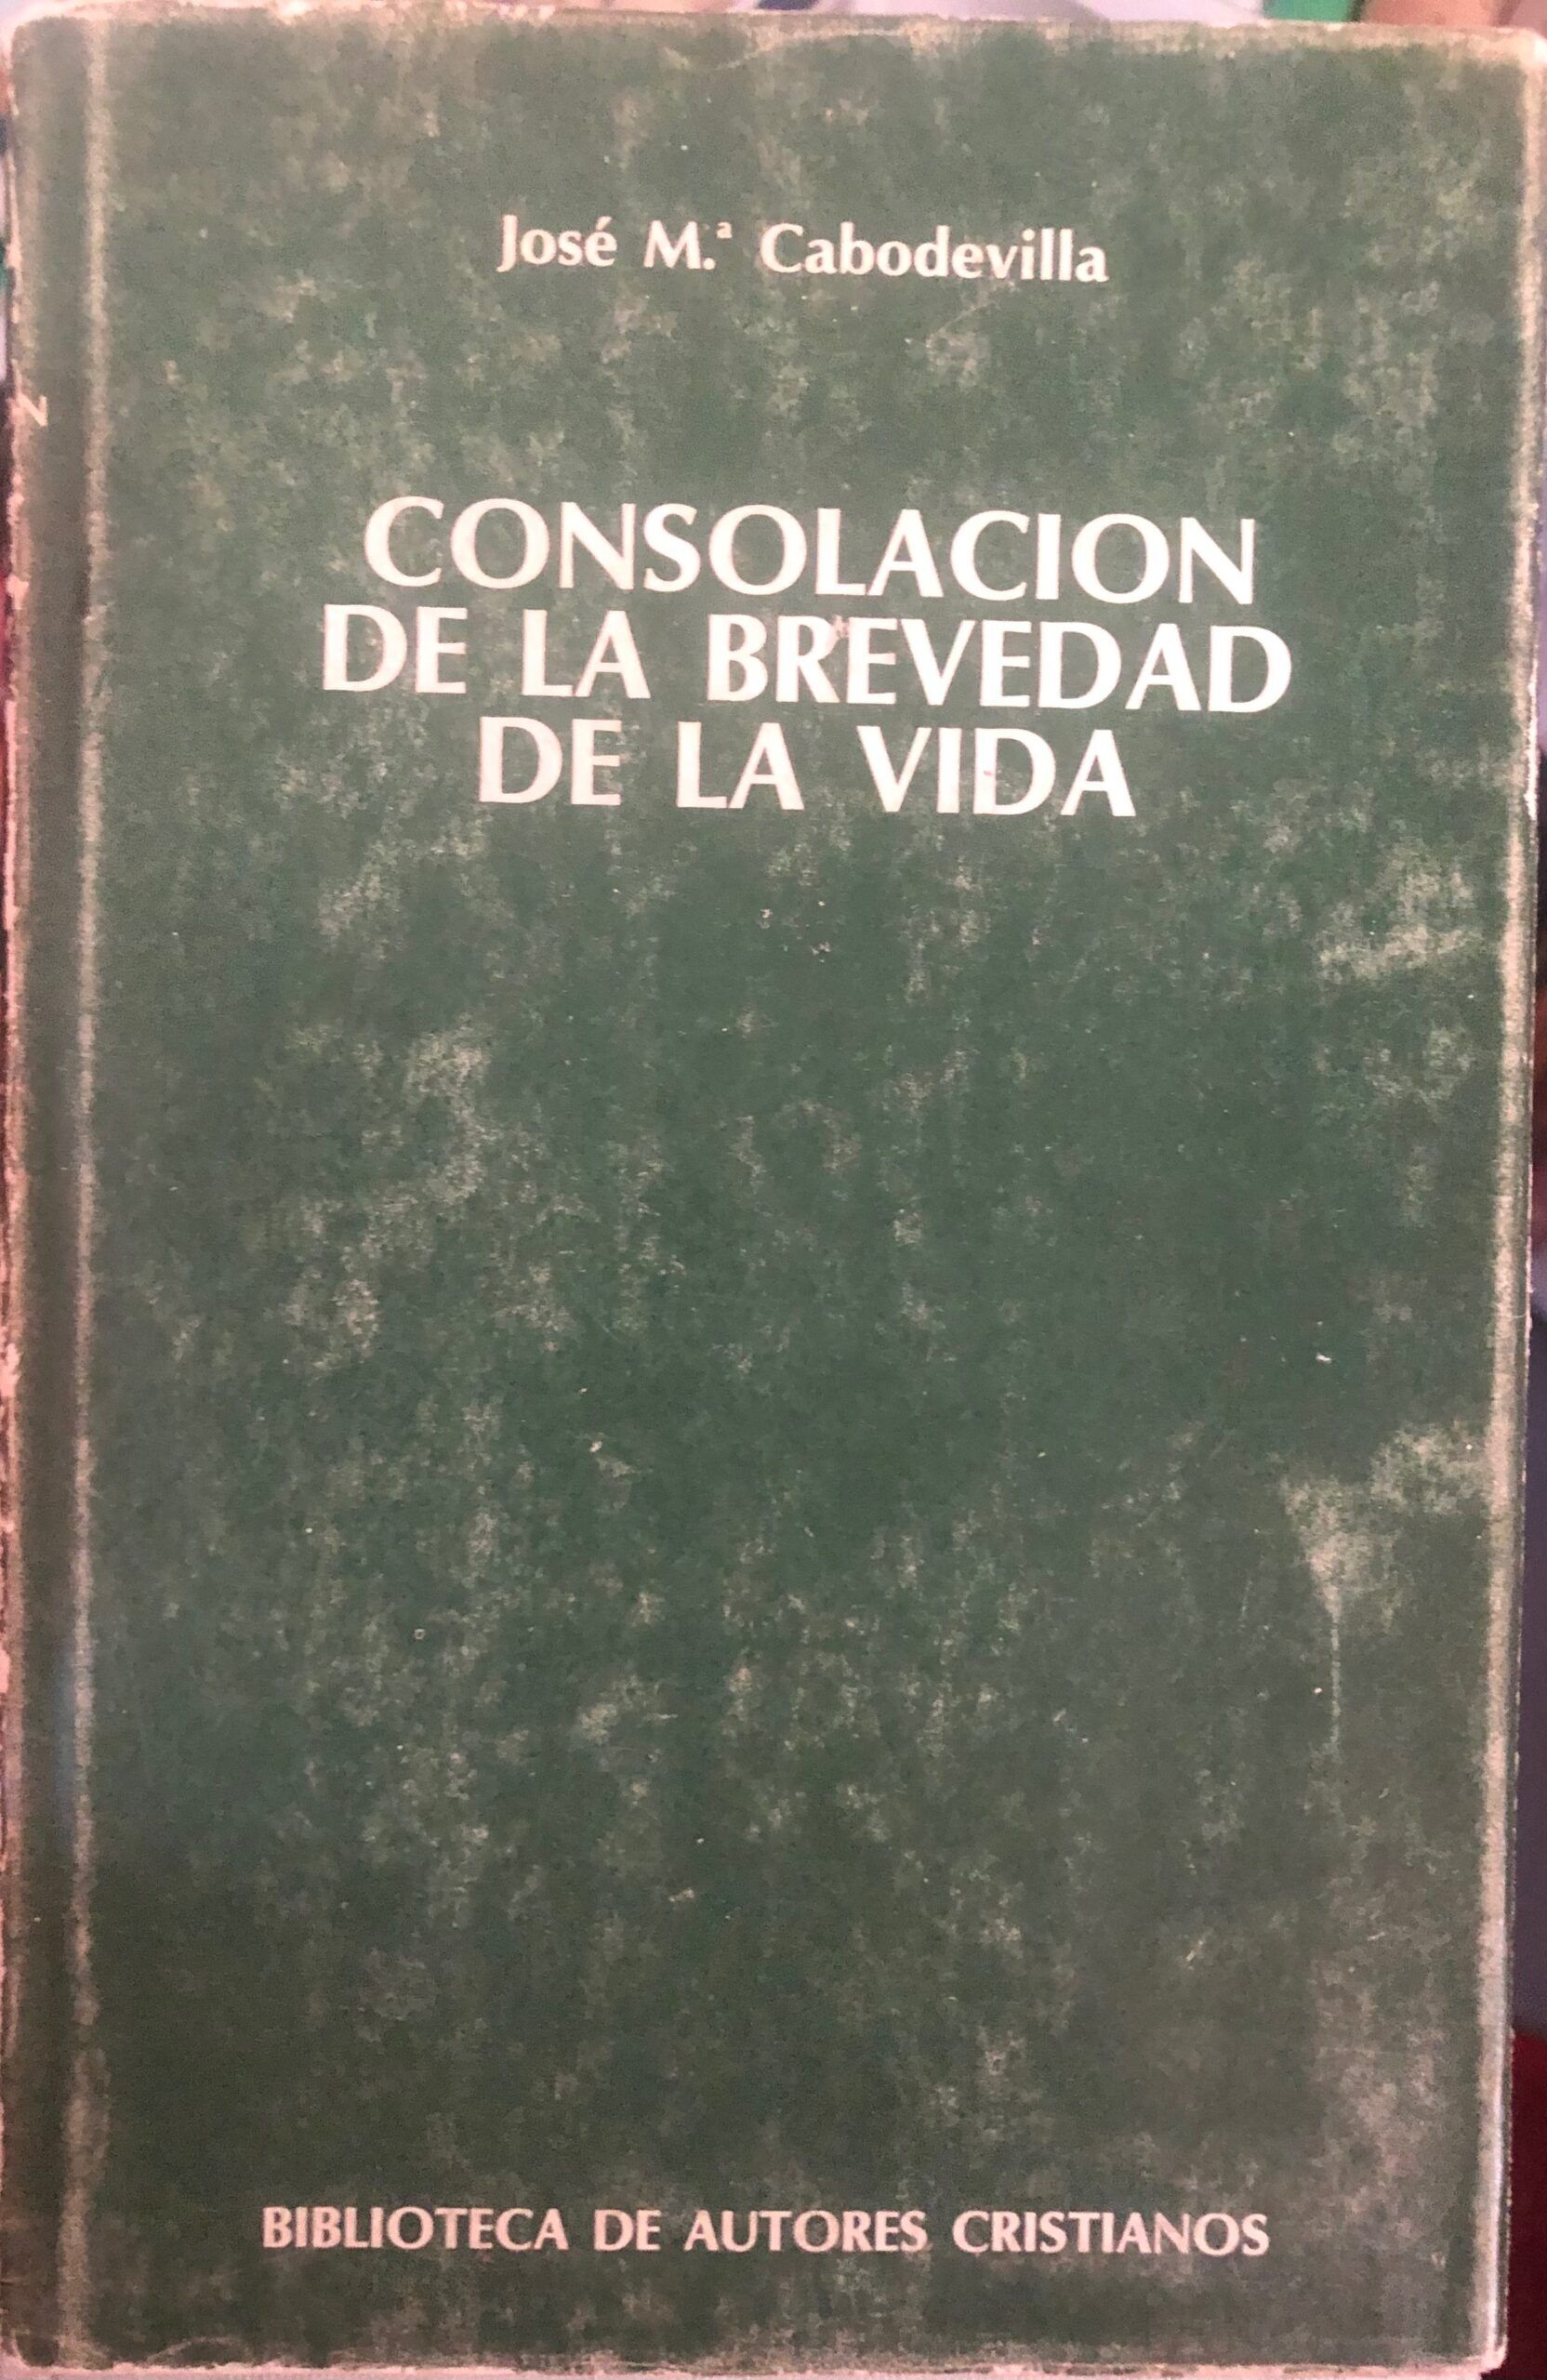 José M.ª Cabodevilla
CONSOLACION
DE LA BREVEDAD
DE LA VIDA
BIBLIOTECA DE AUTORES CRISTIANOS